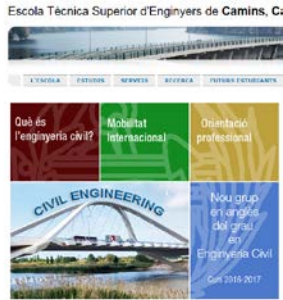 Escola Tècnica Superior d'Enginyers de Camins, Ca
L'ESCOLA ESTUDIS SERVEIS RECERCA FUTURS ESTUDIANTS
Què és
l'enginyeria civil?
Mobilitat
Internacional
Orientació
professional
CIVIL ENGINEERING
Nou grup
en anglès
del grau
en
Enginyeria Civil
Curs 2016-2017